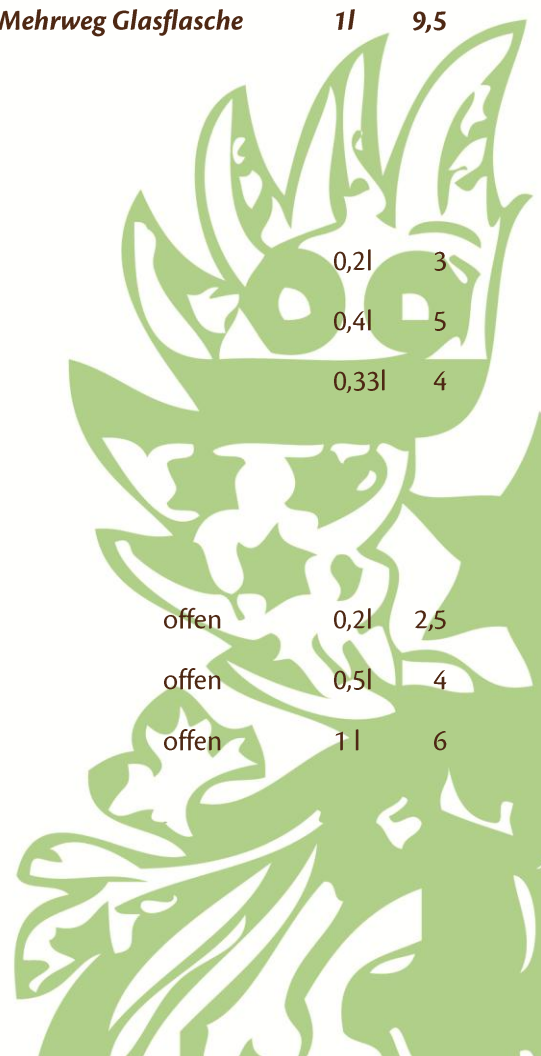 Mehrweg Glasflasche 1l 9,5
0,2l 3
0,4l 5
0,33l 4
offen 0,2l 2,5
offen 0,5l 4
offen 1 l 6